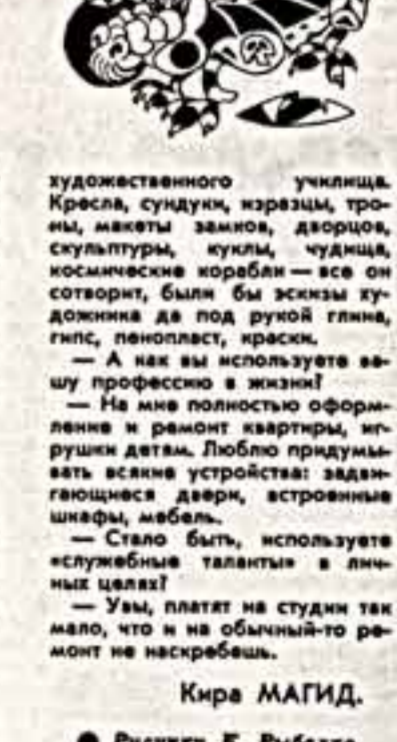 художественного училища.
Кресла, сундуки, изразцы, тро-
ны, макеты замков, дворцов,
скульптуры, куклы, чудища,
космические корабли — все он
сотворит, были бы эскизы ху-
дожника да под рукой глина,
гипс, пенопласт, краски.
— А как вы используете ва-
шу профессию в жизни?
— На мне полностью оформ-
ление и ремонт квартиры, иг-
рушки детям. Люблю придумы-
вать всякие устройства: задви-
гающиеся двери, встроенные
шкафы, мебель.
— Стало быть, используете
«служебные таланты» в лич-
ных целях?
— Увы, платят на студии так
мало, что и на обычный-то ре-
монт не наскребешь.
Кира МАГИД.